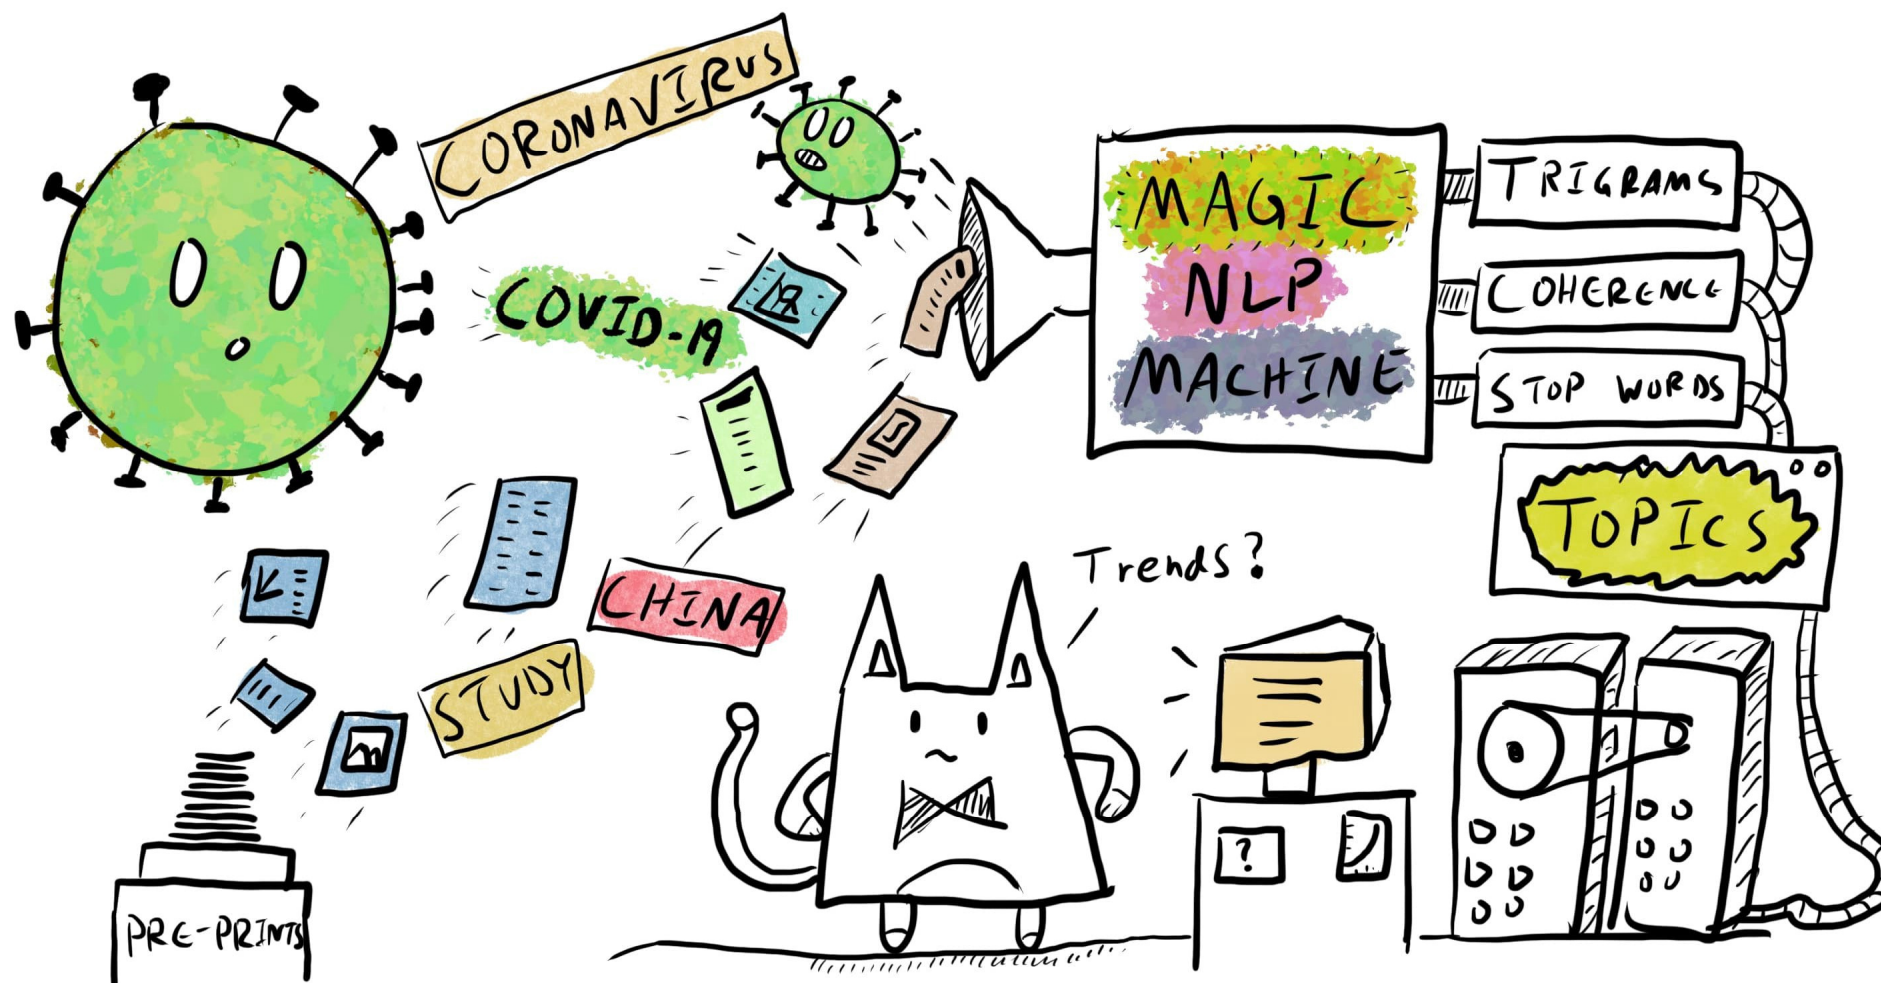 CORONAVIRUS
COVID-19
CHINA
STUDY
PRE-PRINTS
MAGIC
NLP
MACHINE
TRIGRAMS
COHERENCE
STOP WORDS
TOPICS
Trends?
?